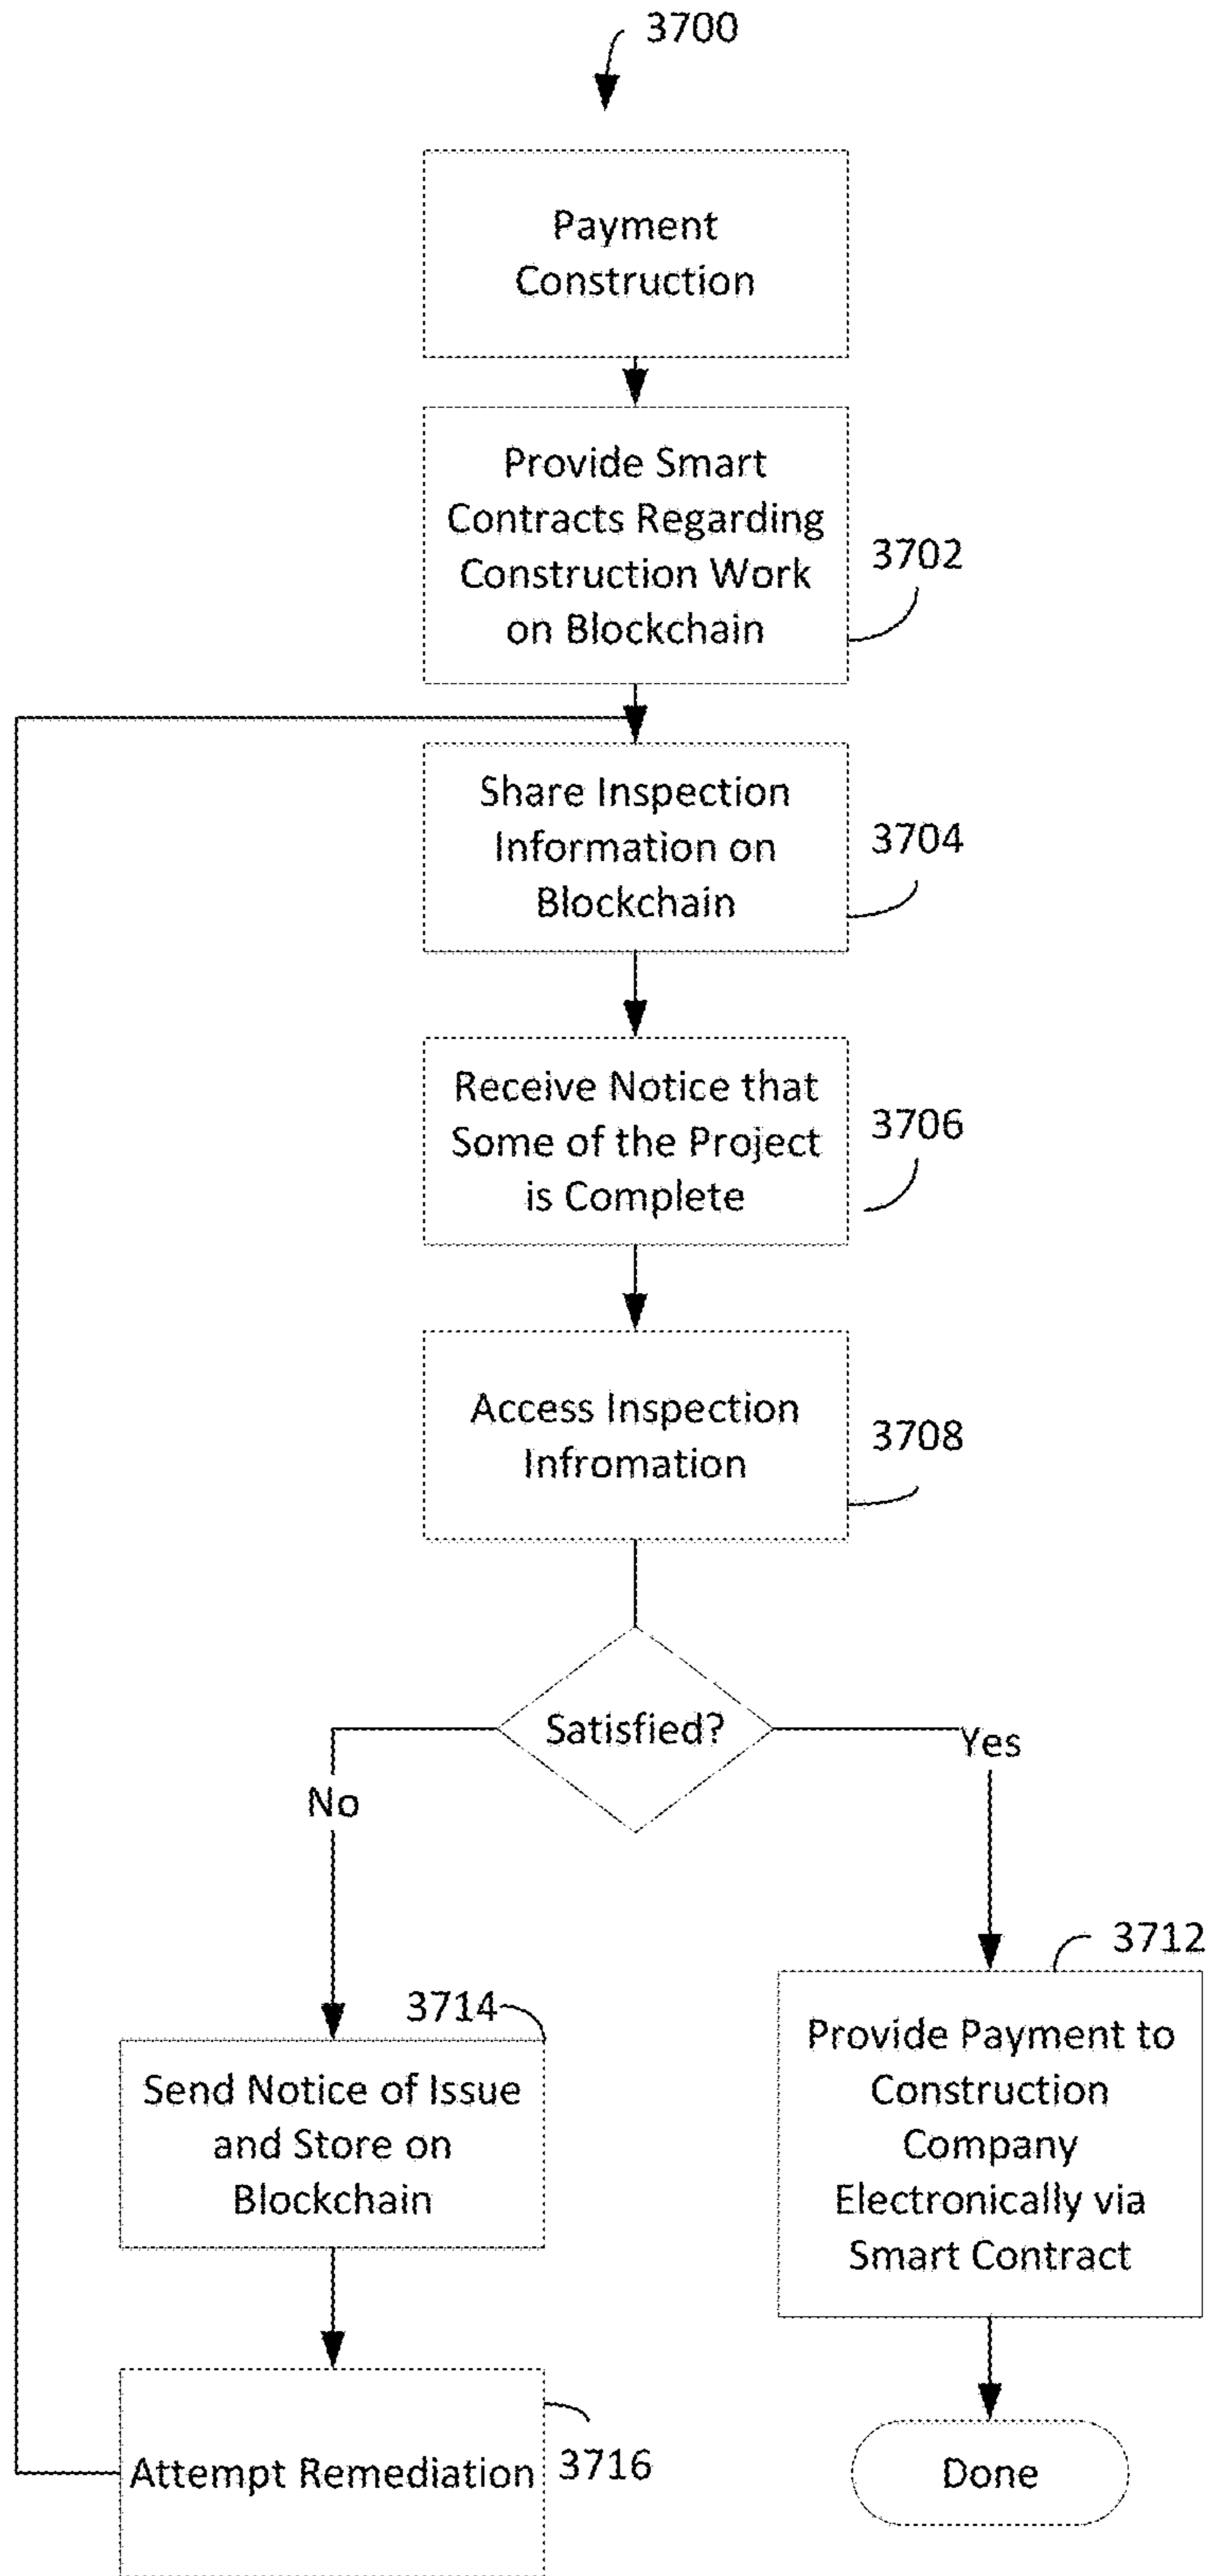 3700
Payment
Construction
Provide Smart
Contracts Regarding
Construction Work
on Blockchain
3702
Share Inspection
Information on
Blockchain
3704
Receive Notice that
Some of the Project
is Complete
3706
Access Inspection
Infromation
3708
Satisfied?
Yes
No
3712
3714
Provide Payment to
Construction
Company
Electronically via
Smart Contract
Send Notice of Issue
and Store on
Blockchain
Attempt Remediation
3716
Done